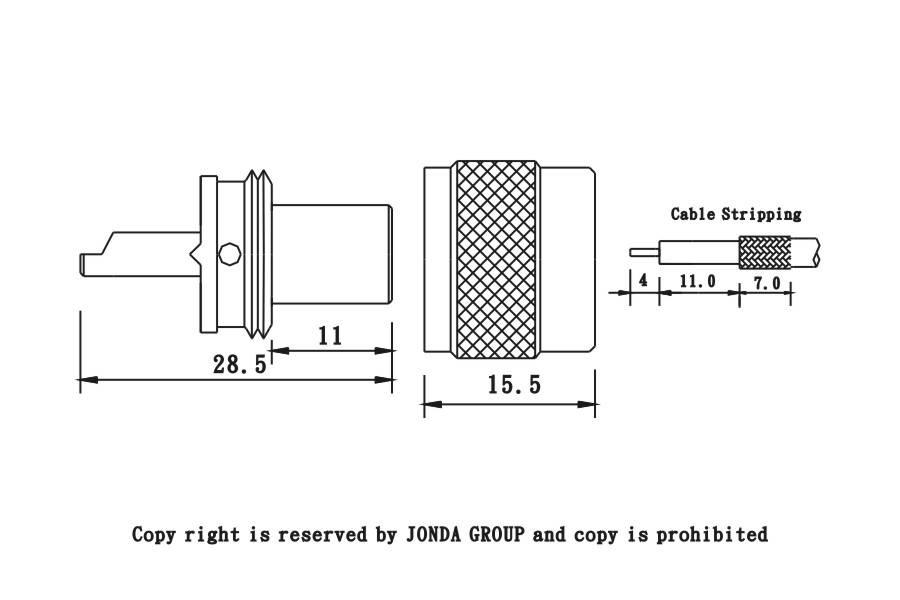 Cable Stripping
4 11.0 7.0
11
28.5
15.5
Copy right is reserved by JONDA GROUP and copy is prohibited